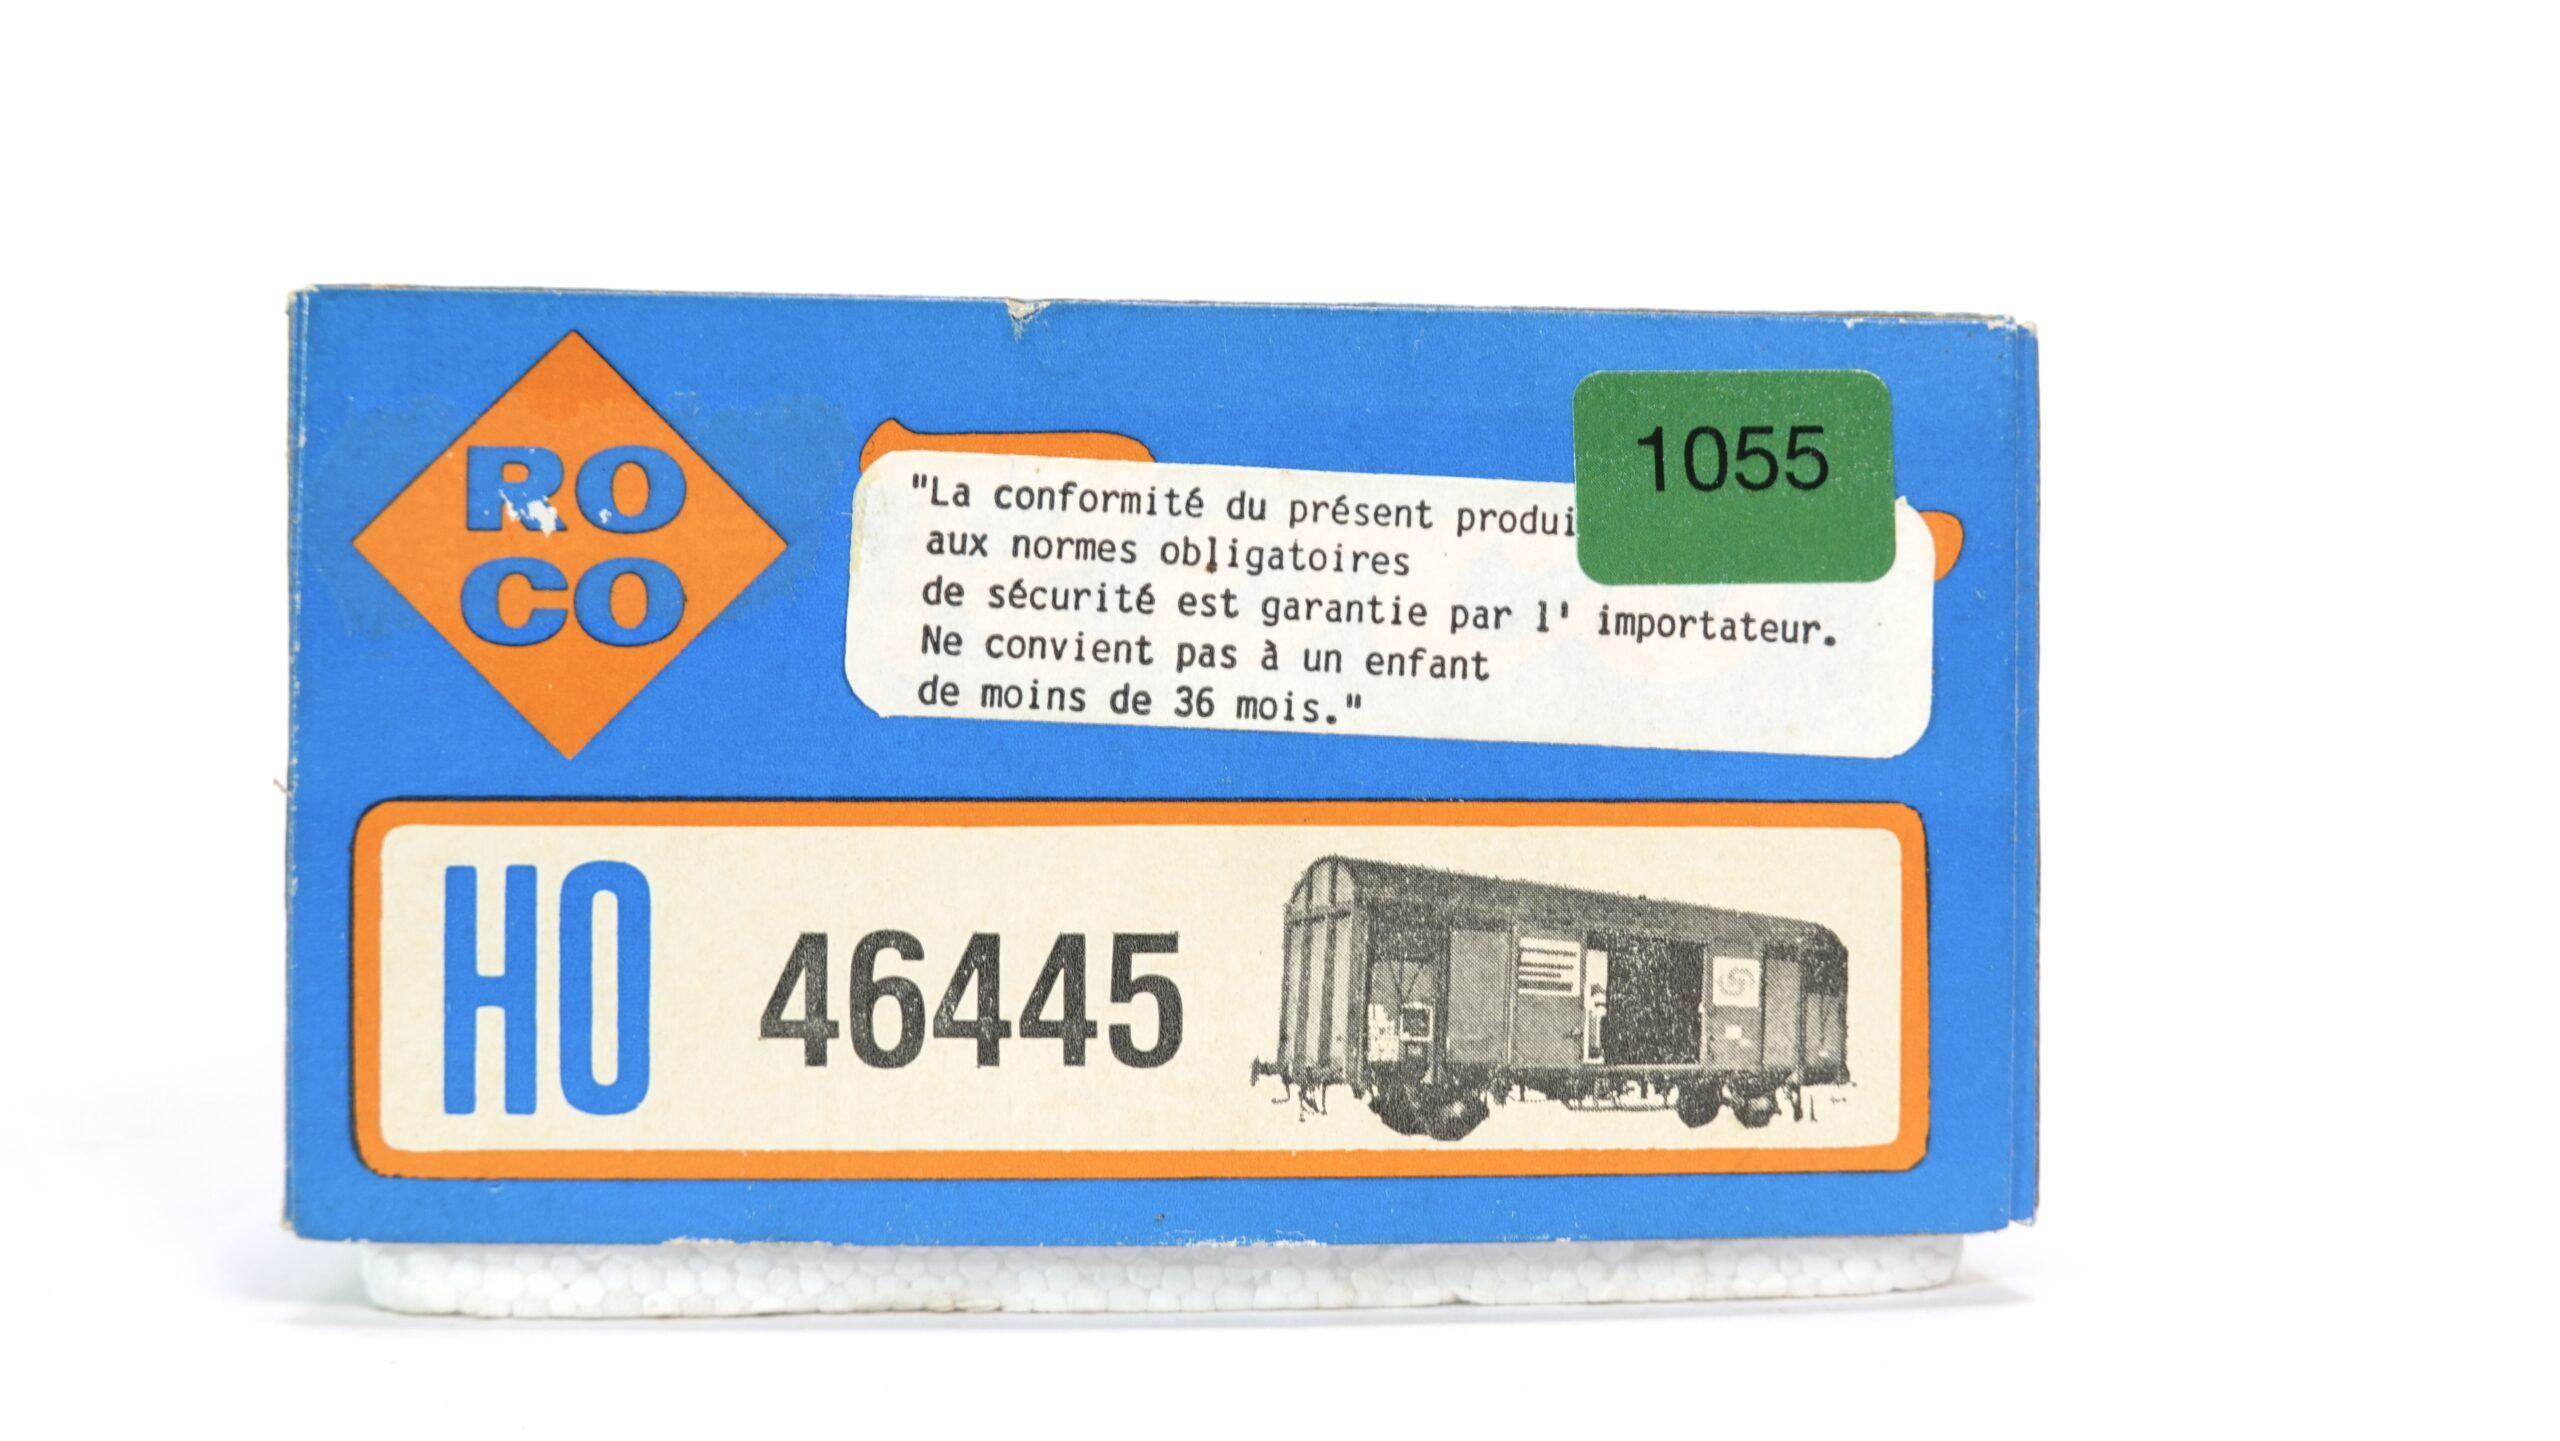 RO
CO
1055
"La conformité du présent produi
aux normes obligatoires
de sécurité est garantie par l' importateur.
Ne convient pas à un enfant
de moins de 36 mois."
HO
46445